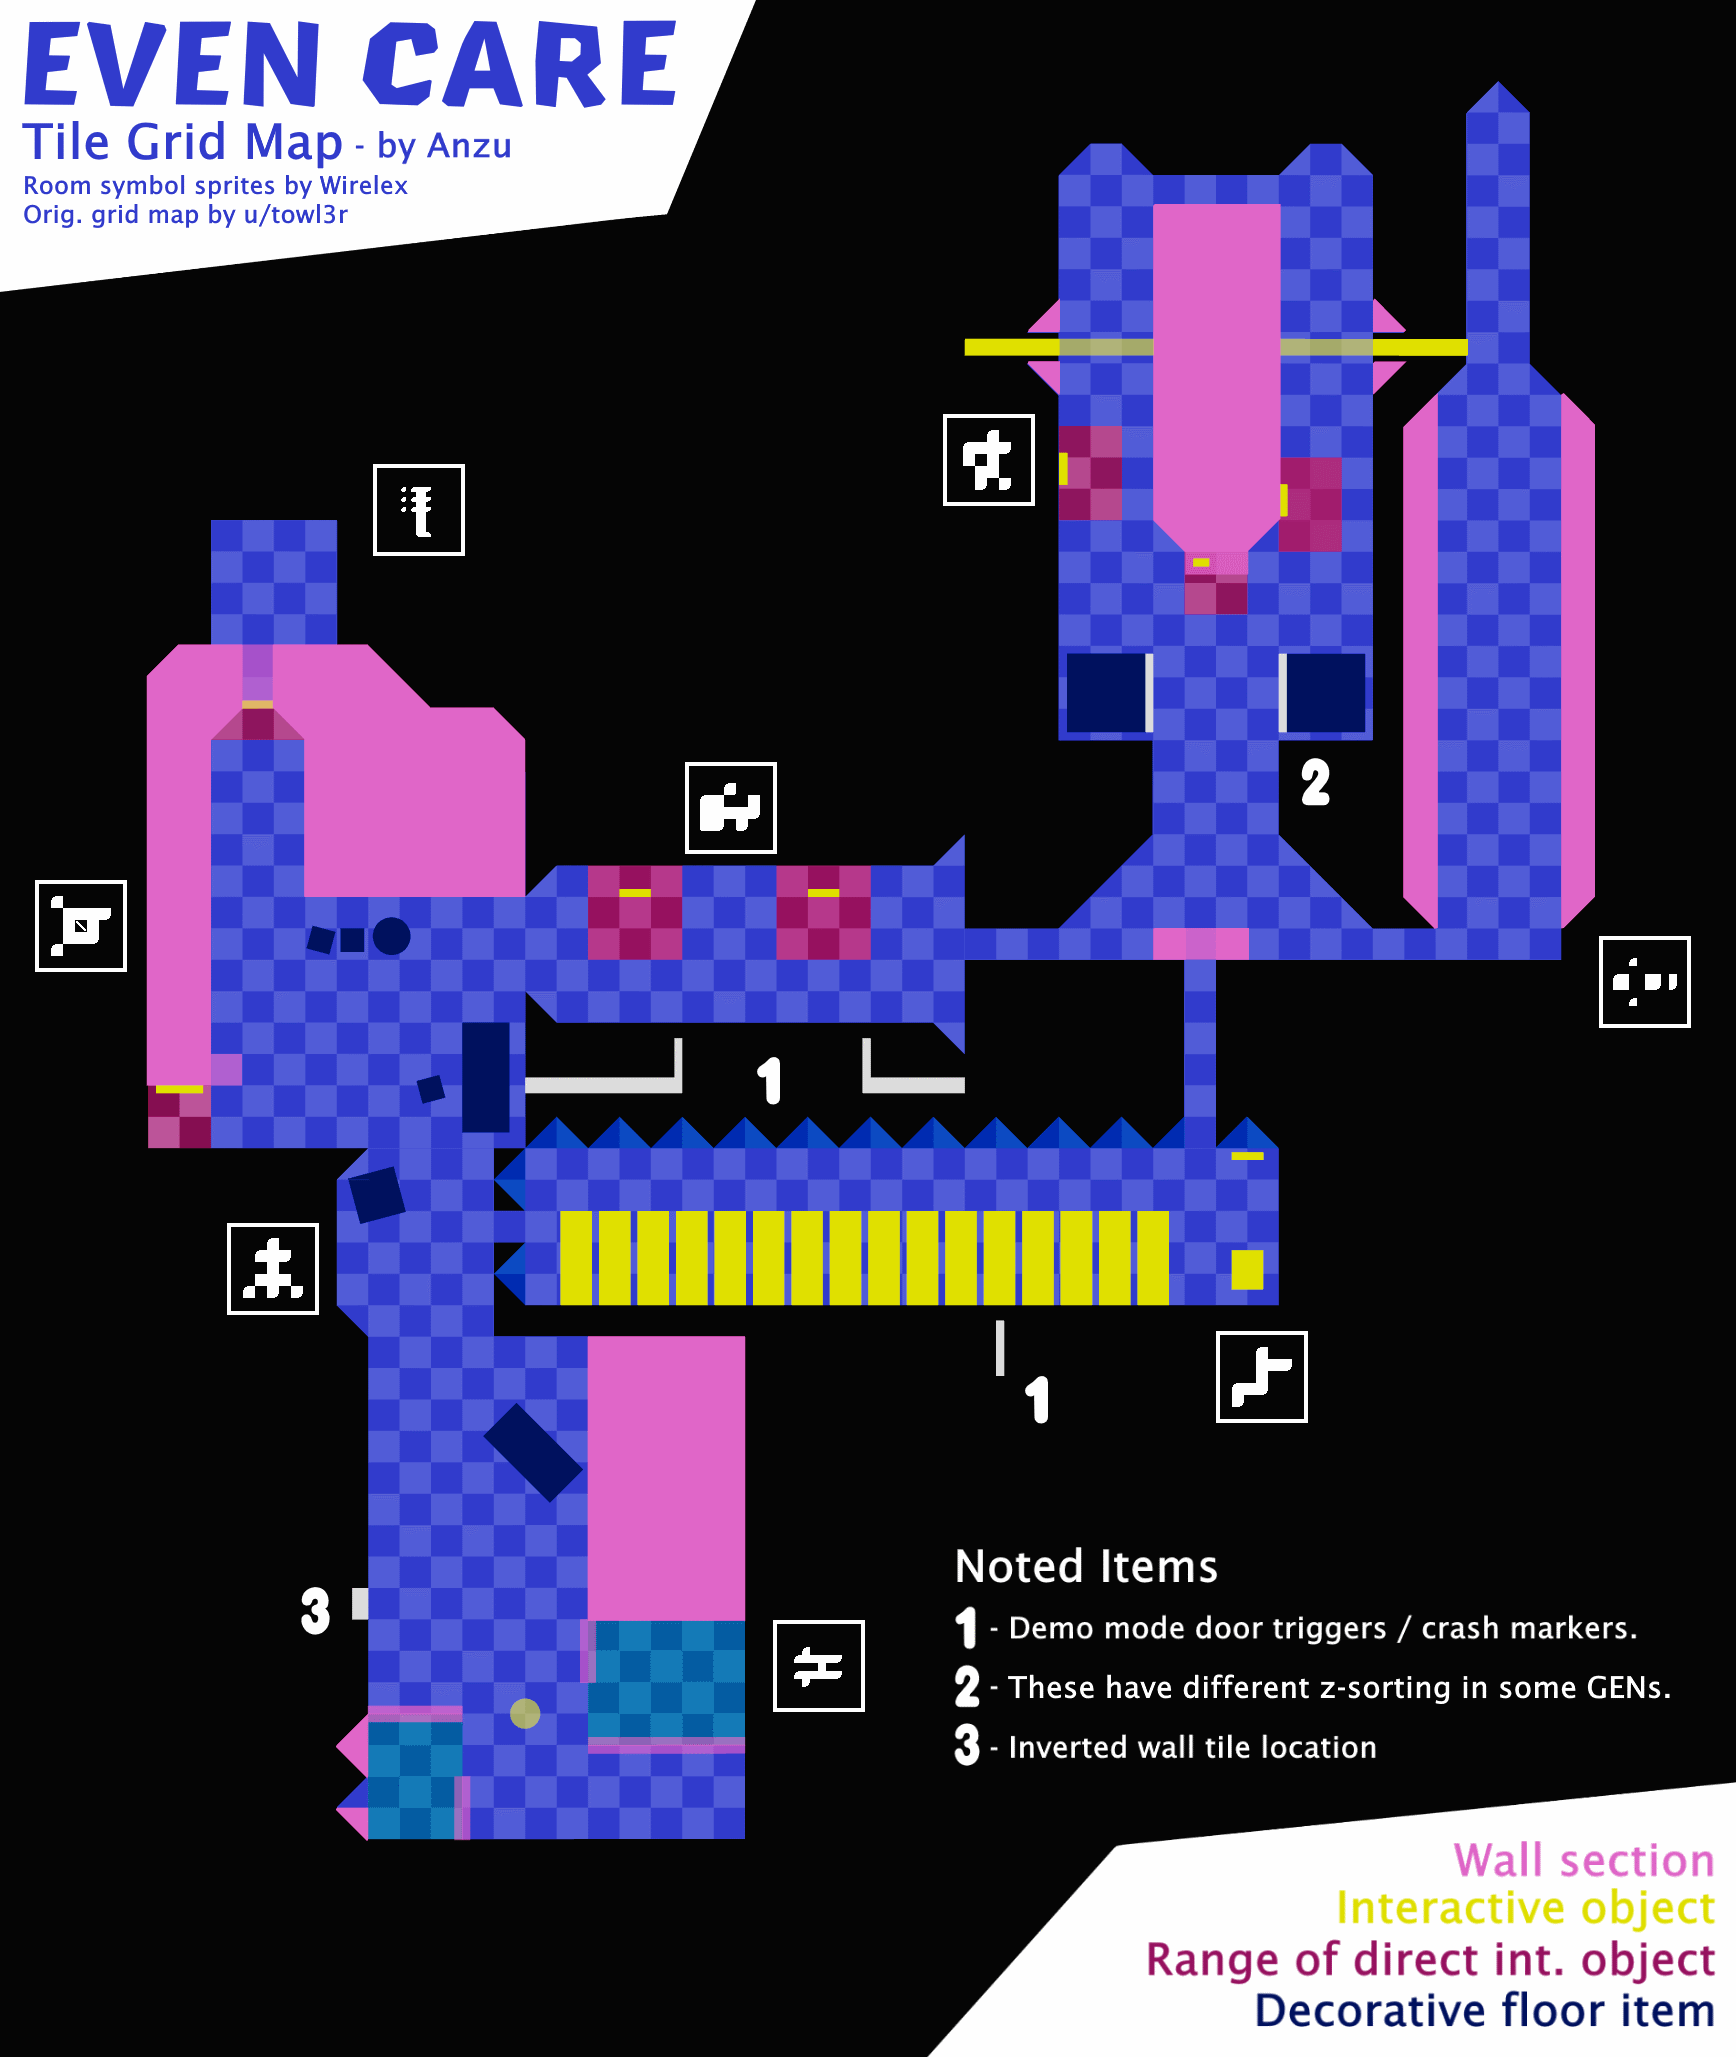 EVEN CARE
Tile Grid Map - by Anzu
Room symbol sprites by Wirelex
Orig. grid map by u/towl3r
2
1
1
3
Noted Items
1 - Demo mode door triggers / crash markers.
2 - These have different z-sorting in some GENs.
3 - Inverted wall tile location
Wall section
Interactive object
Range of direct int. object
Decorative floor item